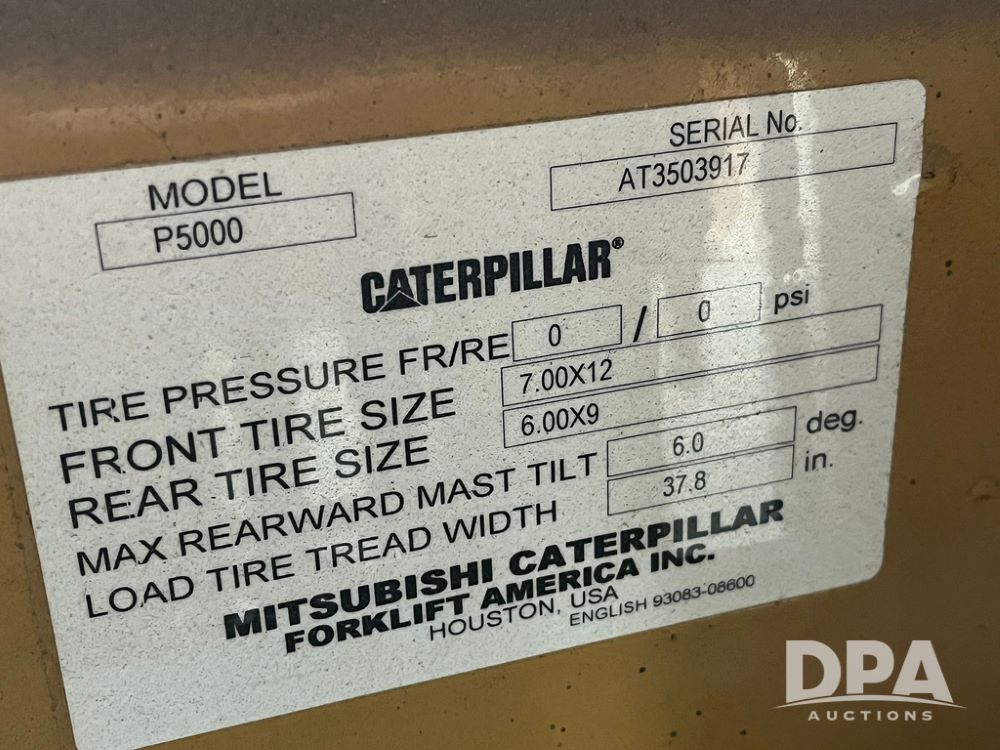 MODEL
P5000
SERIAL No.
AT3503917
CATERPILLAR®
TIRE PRESSURE FR/RE 0 / 0 psi
FRONT TIRE SIZE 7.00X12
REAR TIRE SIZE 6.00X9
MAX REARWARD MAST TILT 6.0 deg.
LOAD TIRE TREAD WIDTH 37.8 in.
MITSUBISHI CATERPILLAR
FORKLIFT AMERICA INC.
HOUSTON, USA
ENGLISH 93083-08600
DPA
AUCTIONS